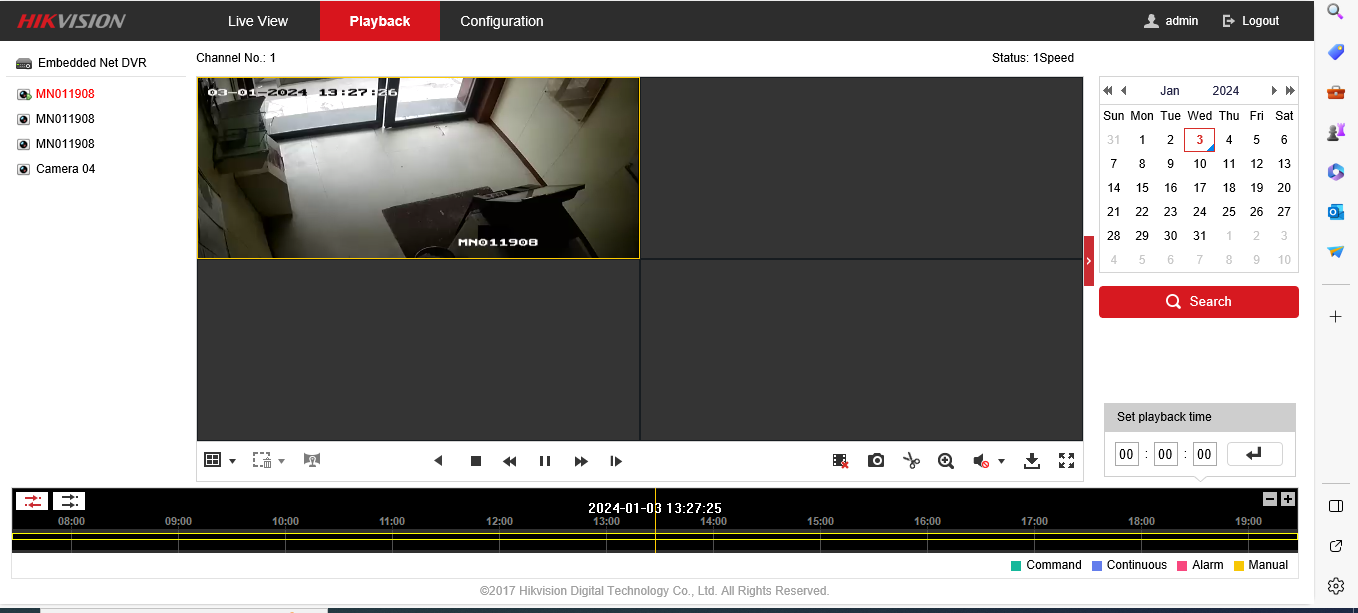 HIKVISION Live View Playback Configuration admin Logout
Embedded Net DVR
MN011908
MN011908
MN011908
Camera 04
Channel No.: 1 Status: 1Speed
03-01-2024 13:27:26
MN011908
Jan 2024
Sun Mon Tue Wed Thu Fri Sat
31 1 2 3 4 5 6
7 8 9 10 11 12 13
14 15 16 17 18 19 20
21 22 23 24 25 26 27
28 29 30 31 1 2 3
4 5 6 7 8 9 10
Search
Set playback time
00 : 00 : 00
2024-01-03 13:27:25
08:00 09:00 10:00 11:00 12:00 13:00 14:00 15:00 16:00 17:00 18:00 19:00
Command Continuous Alarm Manual
©2017 Hikvision Digital Technology Co., Ltd. All Rights Reserved.